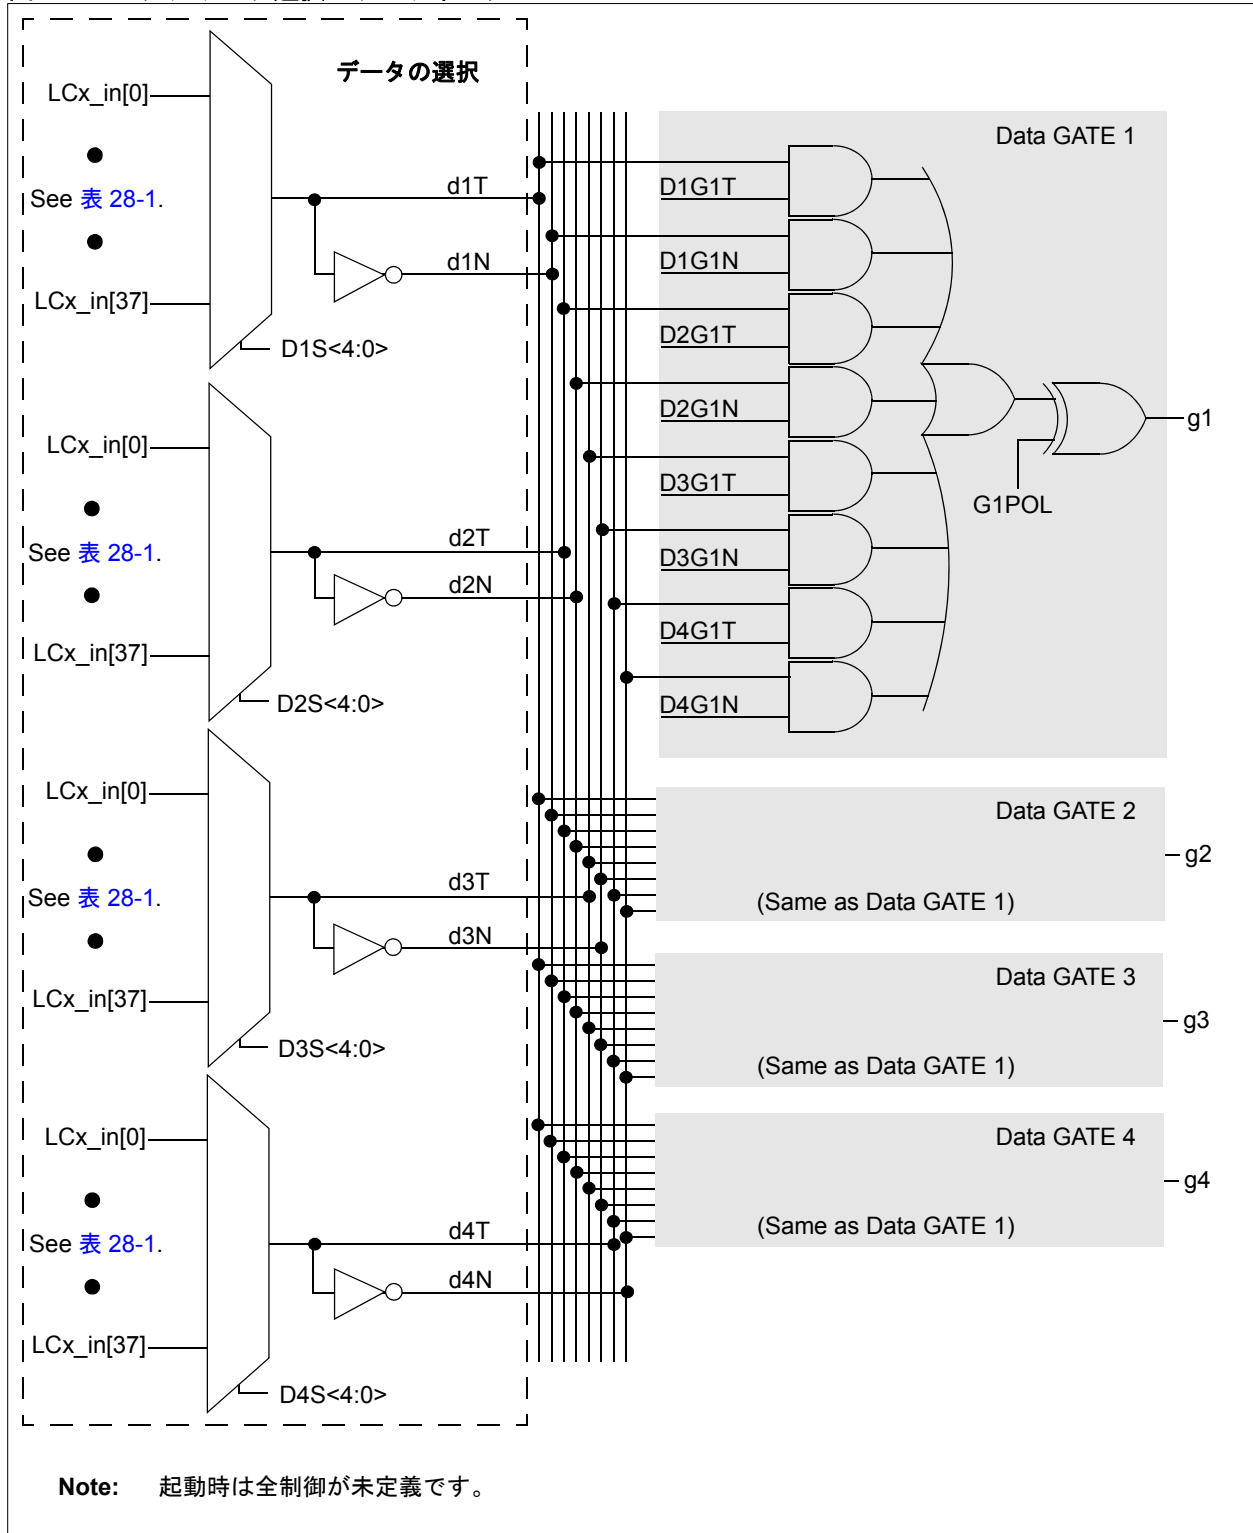 データの選択
LCx_in[0]
See 表 28-1.
LCx_in[37]
D1S<4:0>
d1T
d1N
LCx_in[0]
See 表 28-1.
LCx_in[37]
D2S<4:0>
d2T
d2N
LCx_in[0]
See 表 28-1.
LCx_in[37]
D3S<4:0>
d3T
d3N
LCx_in[0]
See 表 28-1.
LCx_in[37]
D4S<4:0>
d4T
d4N
Data GATE 1
D1G1T
D1G1N
D2G1T
D2G1N
D3G1T
D3G1N
D4G1T
D4G1N
G1POL
g1
Data GATE 2
(Same as Data GATE 1)
g2
Data GATE 3
(Same as Data GATE 1)
g3
Data GATE 4
(Same as Data GATE 1)
g4
Note: 起動時は全制御が未定義です。